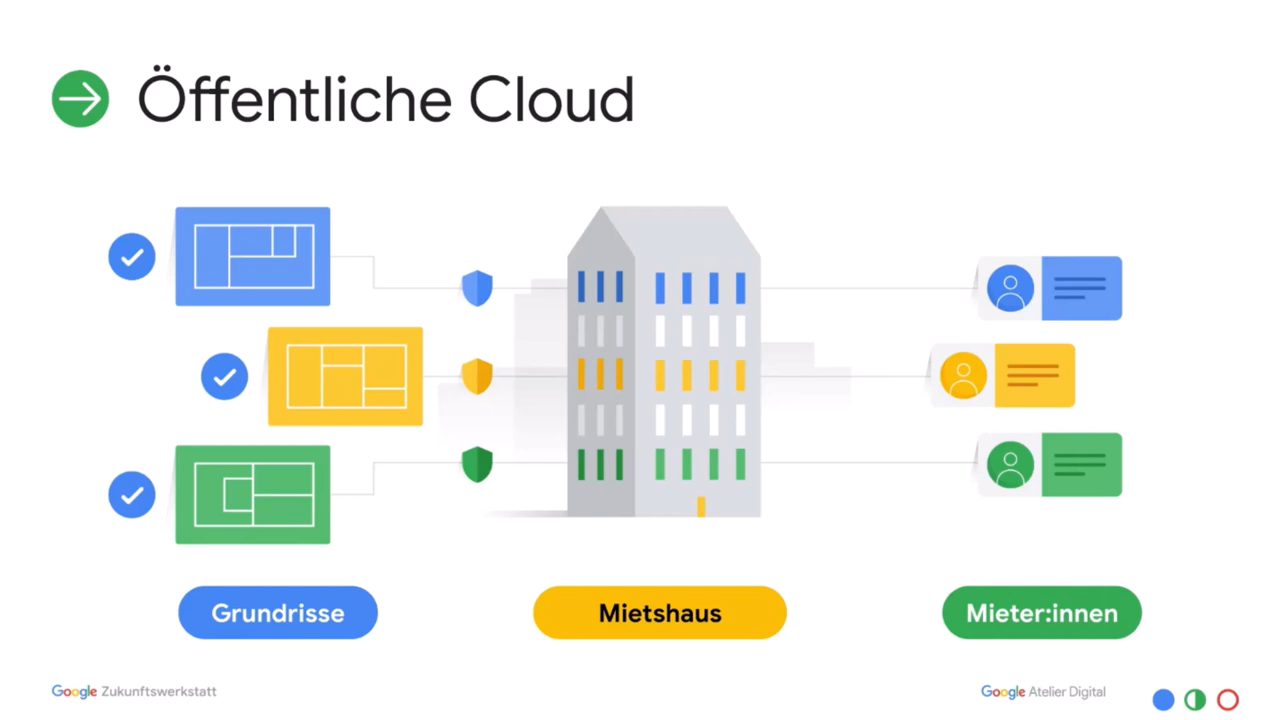 Öffentliche Cloud
Grundrisse
Mietshaus
Mieter:innen
Google Zukunftswerkstatt
Google Atelier Digital